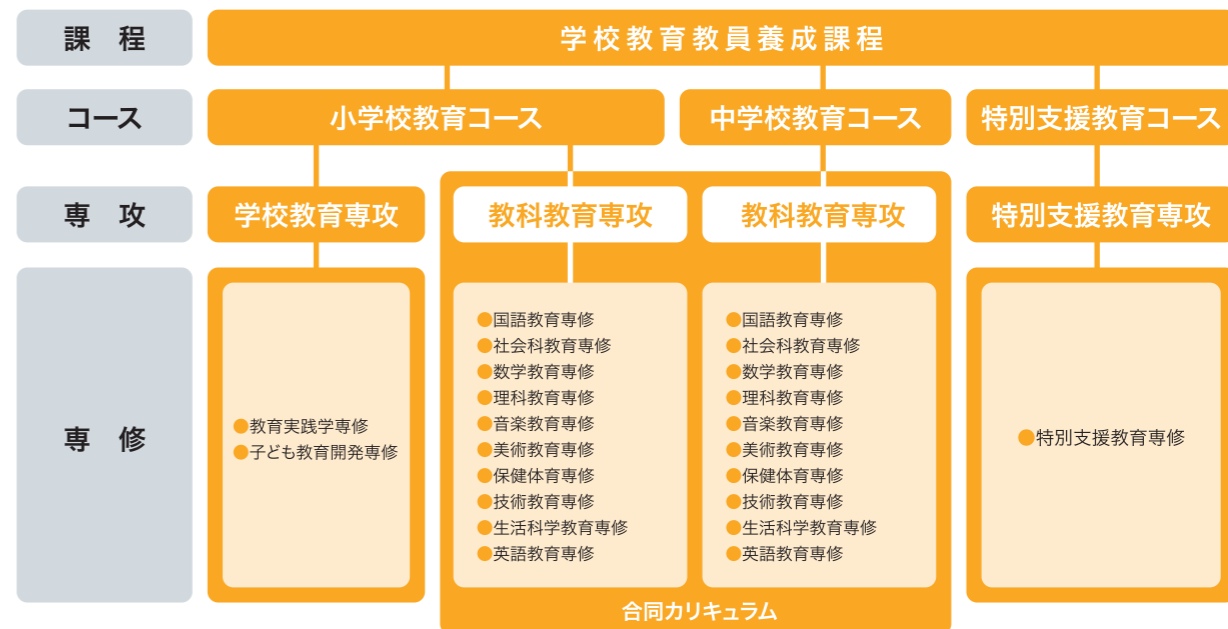 課 程
学校教育教員養成課程
コース
小学校教育コース
中学校教育コース
特別支援教育コース
専 攻
学校教育専攻
教科教育専攻
教科教育専攻
特別支援教育専攻
専 修
●教育実践学専修
●子ども教育開発専修
●国語教育専修
●社会科教育専修
●数学教育専修
●理科教育専修
●音楽教育専修
●美術教育専修
●保健体育専修
●技術教育専修
●生活科学教育専修
●英語教育専修
●国語教育専修
●社会科教育専修
●数学教育専修
●理科教育専修
●音楽教育専修
●美術教育専修
●保健体育専修
●技術教育専修
●生活科学教育専修
●英語教育専修
●特別支援教育専修
合同カリキュラム